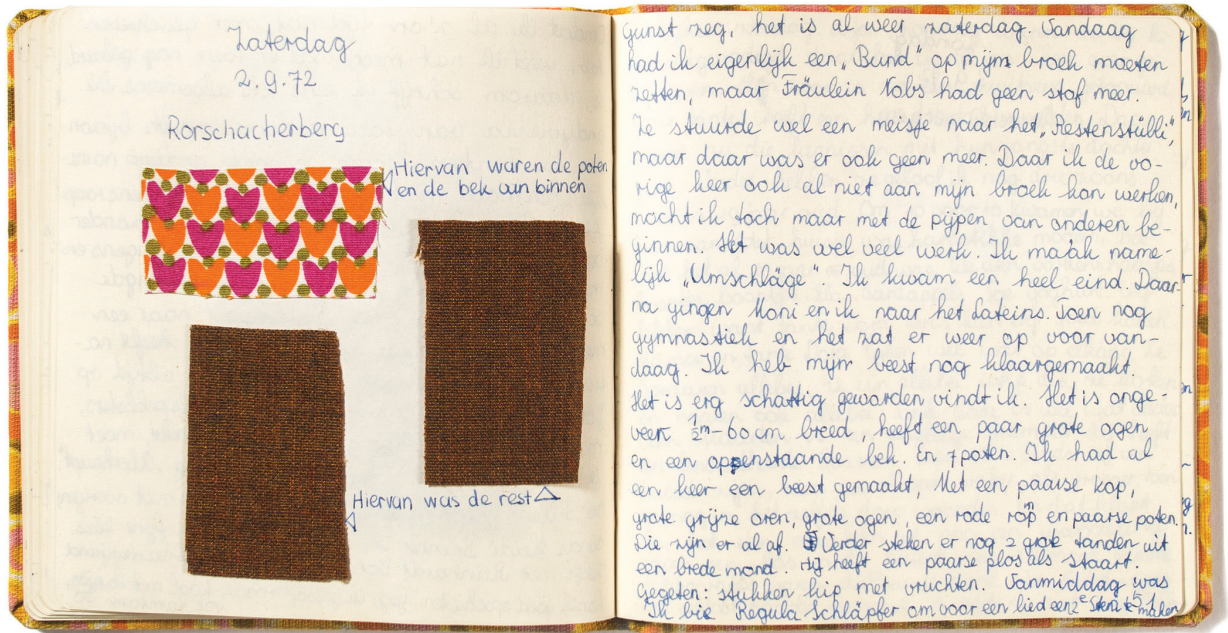 Zaterdag
2.9.72
Rorschacherberg
Hiervan waren de poten
en de bek van binnen
Hiervan was de rest
gunst zeg, het is al weer zaterdag. Vandaag
had ik eigenlijk een „Bund" op mijn broek moeten
zetten, maar Fräulein Kobs had geen stof meer.
Ze stuurde wel een meisje naar het „Restenstübli",
maar daar was er ook geen meer. Daar ik de vo-
rige keer ook al niet aan mijn broek kon werken,
mocht ik toch maar met de pijpen van onderen be-
ginnen. Het was wel veel werk. Ik maak name-
lijk „Umschläge" Ik kwam een heel eind. Daar-
na gingen Moni en ik naar het Lateins. Toen nog
gymnastiek en het zat er weer op voor van-
daag. Ik heb mijn beest nog klaargemaakt.
Het is erg schattig geworden vindt ik. Het is onge-
veer ½m-60cm breed, heeft een paar grote ogen
en een openstaande bek. En 7 poten. Ik had al
een keer een beest gemaakt, Met een paarse kop,
grote grijze oren, grote ogen, een rode romp en paarse poten.
Die zijn er al af. Verder steken er nog 2 grote tanden uit
een brede mond. Hij heeft een paarse plos als staart.
Gegeten: stukken kip met vruchten. Vanmiddag was
Ik bie Regula Schläpfer om voor een lied een 2e stem te maken